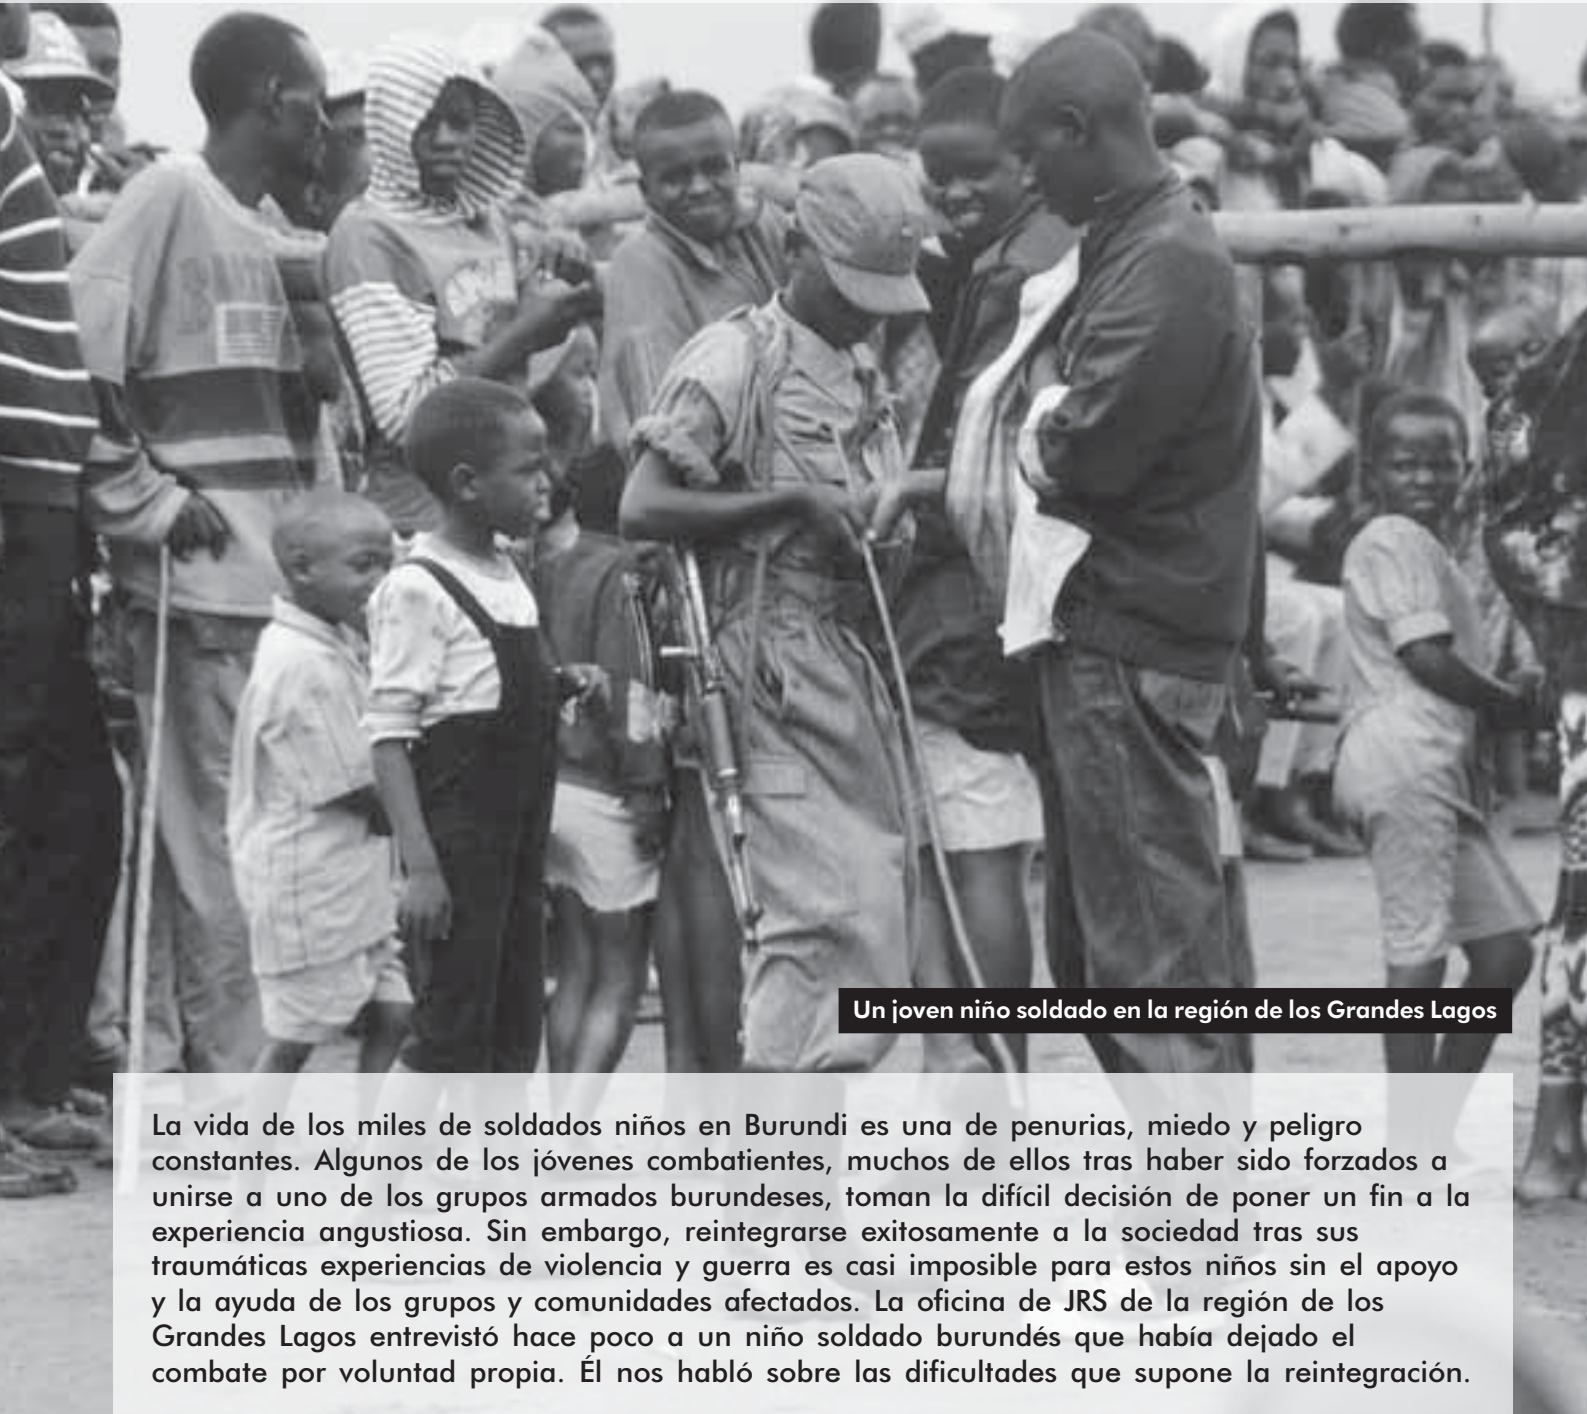 Un joven niño soldado en la región de los Grandes Lagos
La vida de los miles de soldados niños en Burundi es una de penurias, miedo y peligro
constantes. Algunos de los jóvenes combatientes, muchos de ellos tras haber sido forzados a
unirse a uno de los grupos armados burundeses, toman la difícil decisión de poner un fin a la
experiencia angustiosa. Sin embargo, reintegrarse exitosamente a la sociedad tras sus
traumáticas experiencias de violencia y guerra es casi imposible para estos niños sin el apoyo
y la ayuda de los grupos y comunidades afectados. La oficina de JRS de la región de los
Grandes Lagos entrevistó hace poco a un niño soldado burundés que había dejado el
combate por voluntad propia. Él nos habló sobre las dificultades que supone la reintegración.